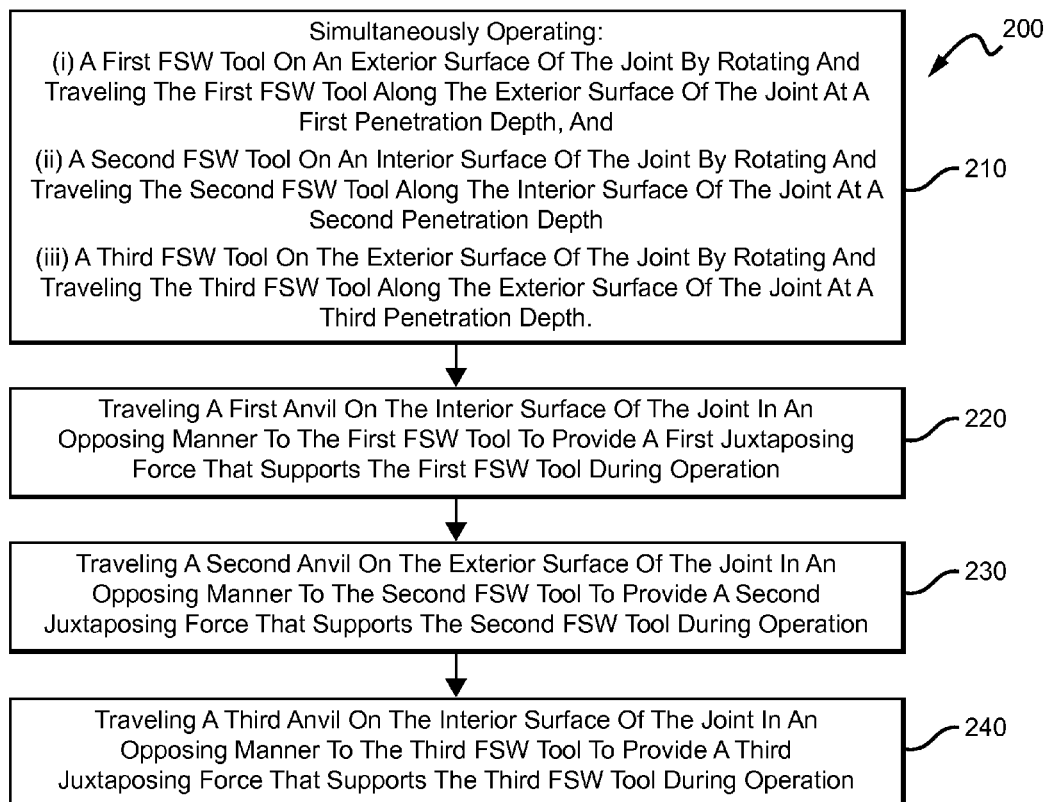 Simultaneously Operating:
(i) A First FSW Tool On An Exterior Surface Of The Joint By Rotating And
Traveling The First FSW Tool Along The Exterior Surface Of The Joint At A
First Penetration Depth, And
(ii) A Second FSW Tool On An Interior Surface Of The Joint By Rotating And
Traveling The Second FSW Tool Along The Interior Surface Of The Joint At A
Second Penetration Depth
(iii) A Third FSW Tool On The Exterior Surface Of The Joint By Rotating And
Traveling The Third FSW Tool Along The Exterior Surface Of The Joint At A
Third Penetration Depth.
200
210
Traveling A First Anvil On The Interior Surface Of The Joint In An
Opposing Manner To The First FSW Tool To Provide A First Juxtaposing
Force That Supports The First FSW Tool During Operation
220
Traveling A Second Anvil On The Exterior Surface Of The Joint In An
Opposing Manner To The Second FSW Tool To Provide A Second
Juxtaposing Force That Supports The Second FSW Tool During Operation
230
Traveling A Third Anvil On The Interior Surface Of The Joint In An
Opposing Manner To The Third FSW Tool To Provide A Third
Juxtaposing Force That Supports The Third FSW Tool During Operation
240